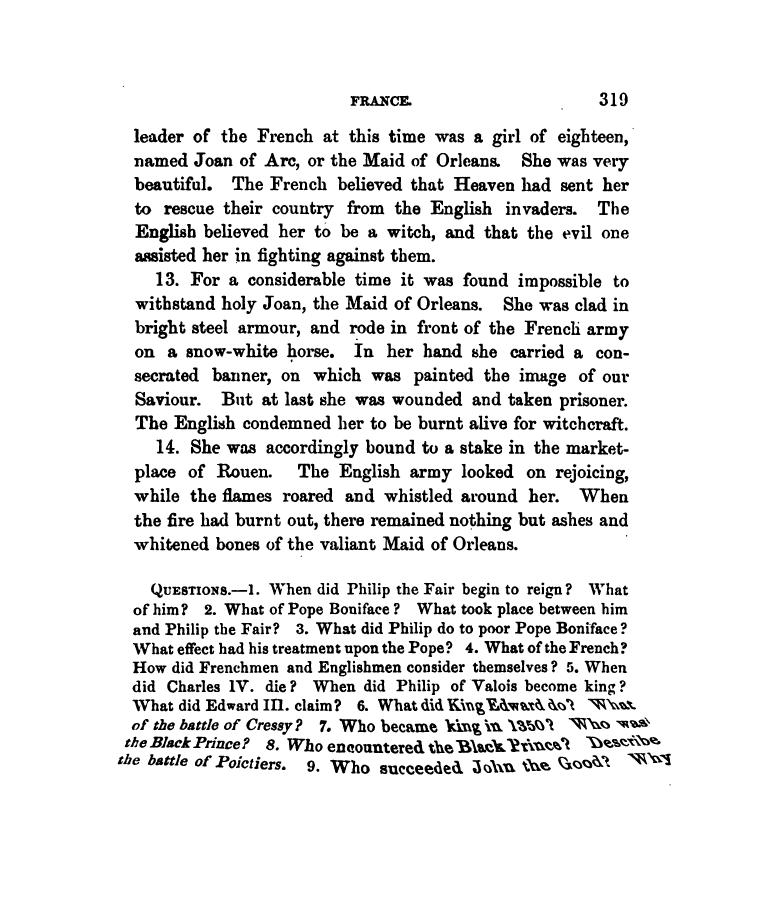 FRANCE. 319
leader of the French at this time was a girl of eighteen,
named Joan of Arc, or the Maid of Orleans. She was very
beautiful. The French believed that Heaven had sent her
to rescue their country from the English invaders. The
English believed her to be a witch, and that the evil one
assisted her in fighting against them.
13. For a considerable time it was found impossible to
withstand holy Joan, the Maid of Orleans. She was clad in
bright steel armour, and rode in front of the French army
on a snow-white horse. In her hand she carried a con-
secrated banner, on which was painted the image of our
Saviour. But at last she was wounded and taken prisoner.
The English condemned her to be burnt alive for witchcraft.
14. She was accordingly bound to a stake in the market-
place of Rouen. The English army looked on rejoicing,
while the flames roared and whistled around her. When
the fire had burnt out, there remained nothing but ashes and
whitened bones of the valiant Maid of Orleans.
QUESTIONS.—1. When did Philip the Fair begin to reign? What
of him? 2. What of Pope Boniface? What took place between him
and Philip the Fair? 3. What did Philip do to poor Pope Boniface?
What effect had his treatment upon the Pope? 4. What of the French?
How did Frenchmen and Englishmen consider themselves? 5. When
did Charles IV. die? When did Philip of Valois become king?
What did Edward III. claim? 6. What did King Edward do? What
of the battle of Cressy? 7. Who became king in 1350? Who was
the Black Prince? 8. Who encountered the Black Prince? Describe
the battle of Poictiers. 9. Who succeeded John the Good? Why